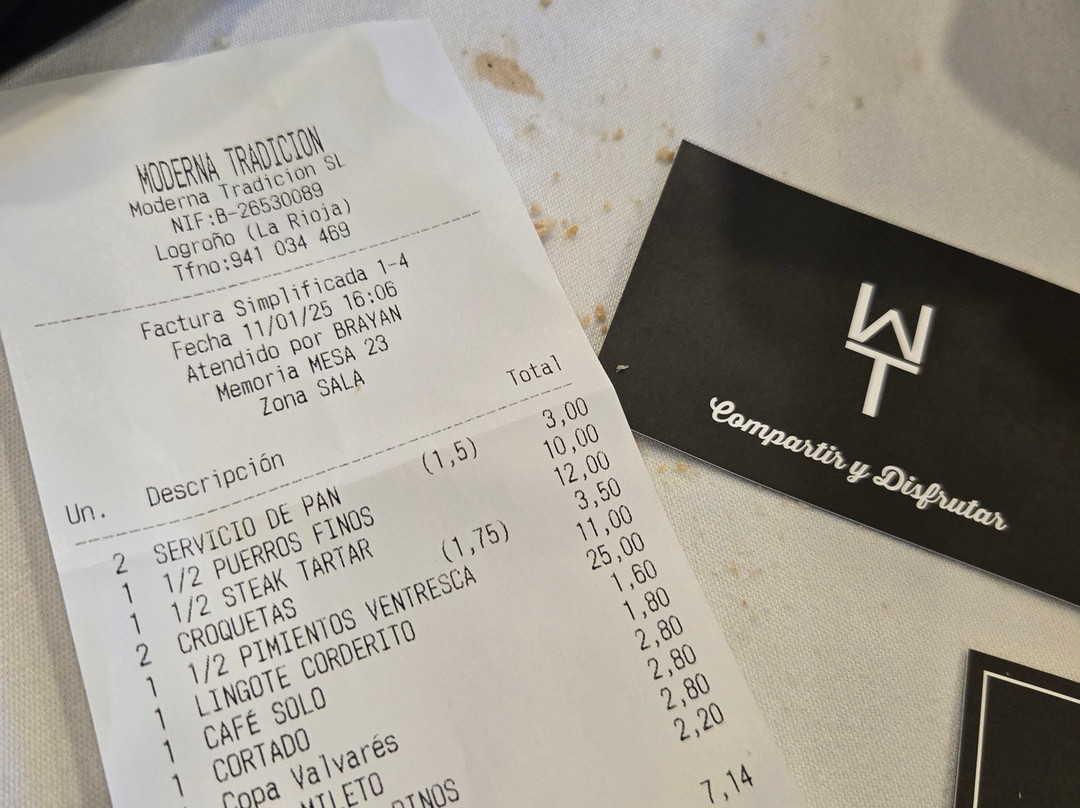 MODERNA TRADICION
Moderna Tradicion SL
NIF:B-26530089
Logroño (La Rioja)
Tfno:941 034 469
Factura Simplificada 1-4
Fecha 11/01/25 16:06
Atendido por BRAYAN
Memoria MESA 23
Zona SALA
Un. Descripción Total
2 SERVICIO DE PAN (1,5) 3,00
1 1/2 PUERROS FINOS 10,00
1 1/2 STEAK TARTAR 12,00
2 CROQUETAS (1,75) 3,50
1 1/2 PIMIENTOS VENTRESCA 11,00
1 LINGOTE CORDERITO 25,00
1 CAFÉ SOLO 1,60
1 CORTADO 1,80
Copa Valvarés 2,80
MILETO 2,80
2,80
2,20
7,14
WT
Compartir y Disfrutar